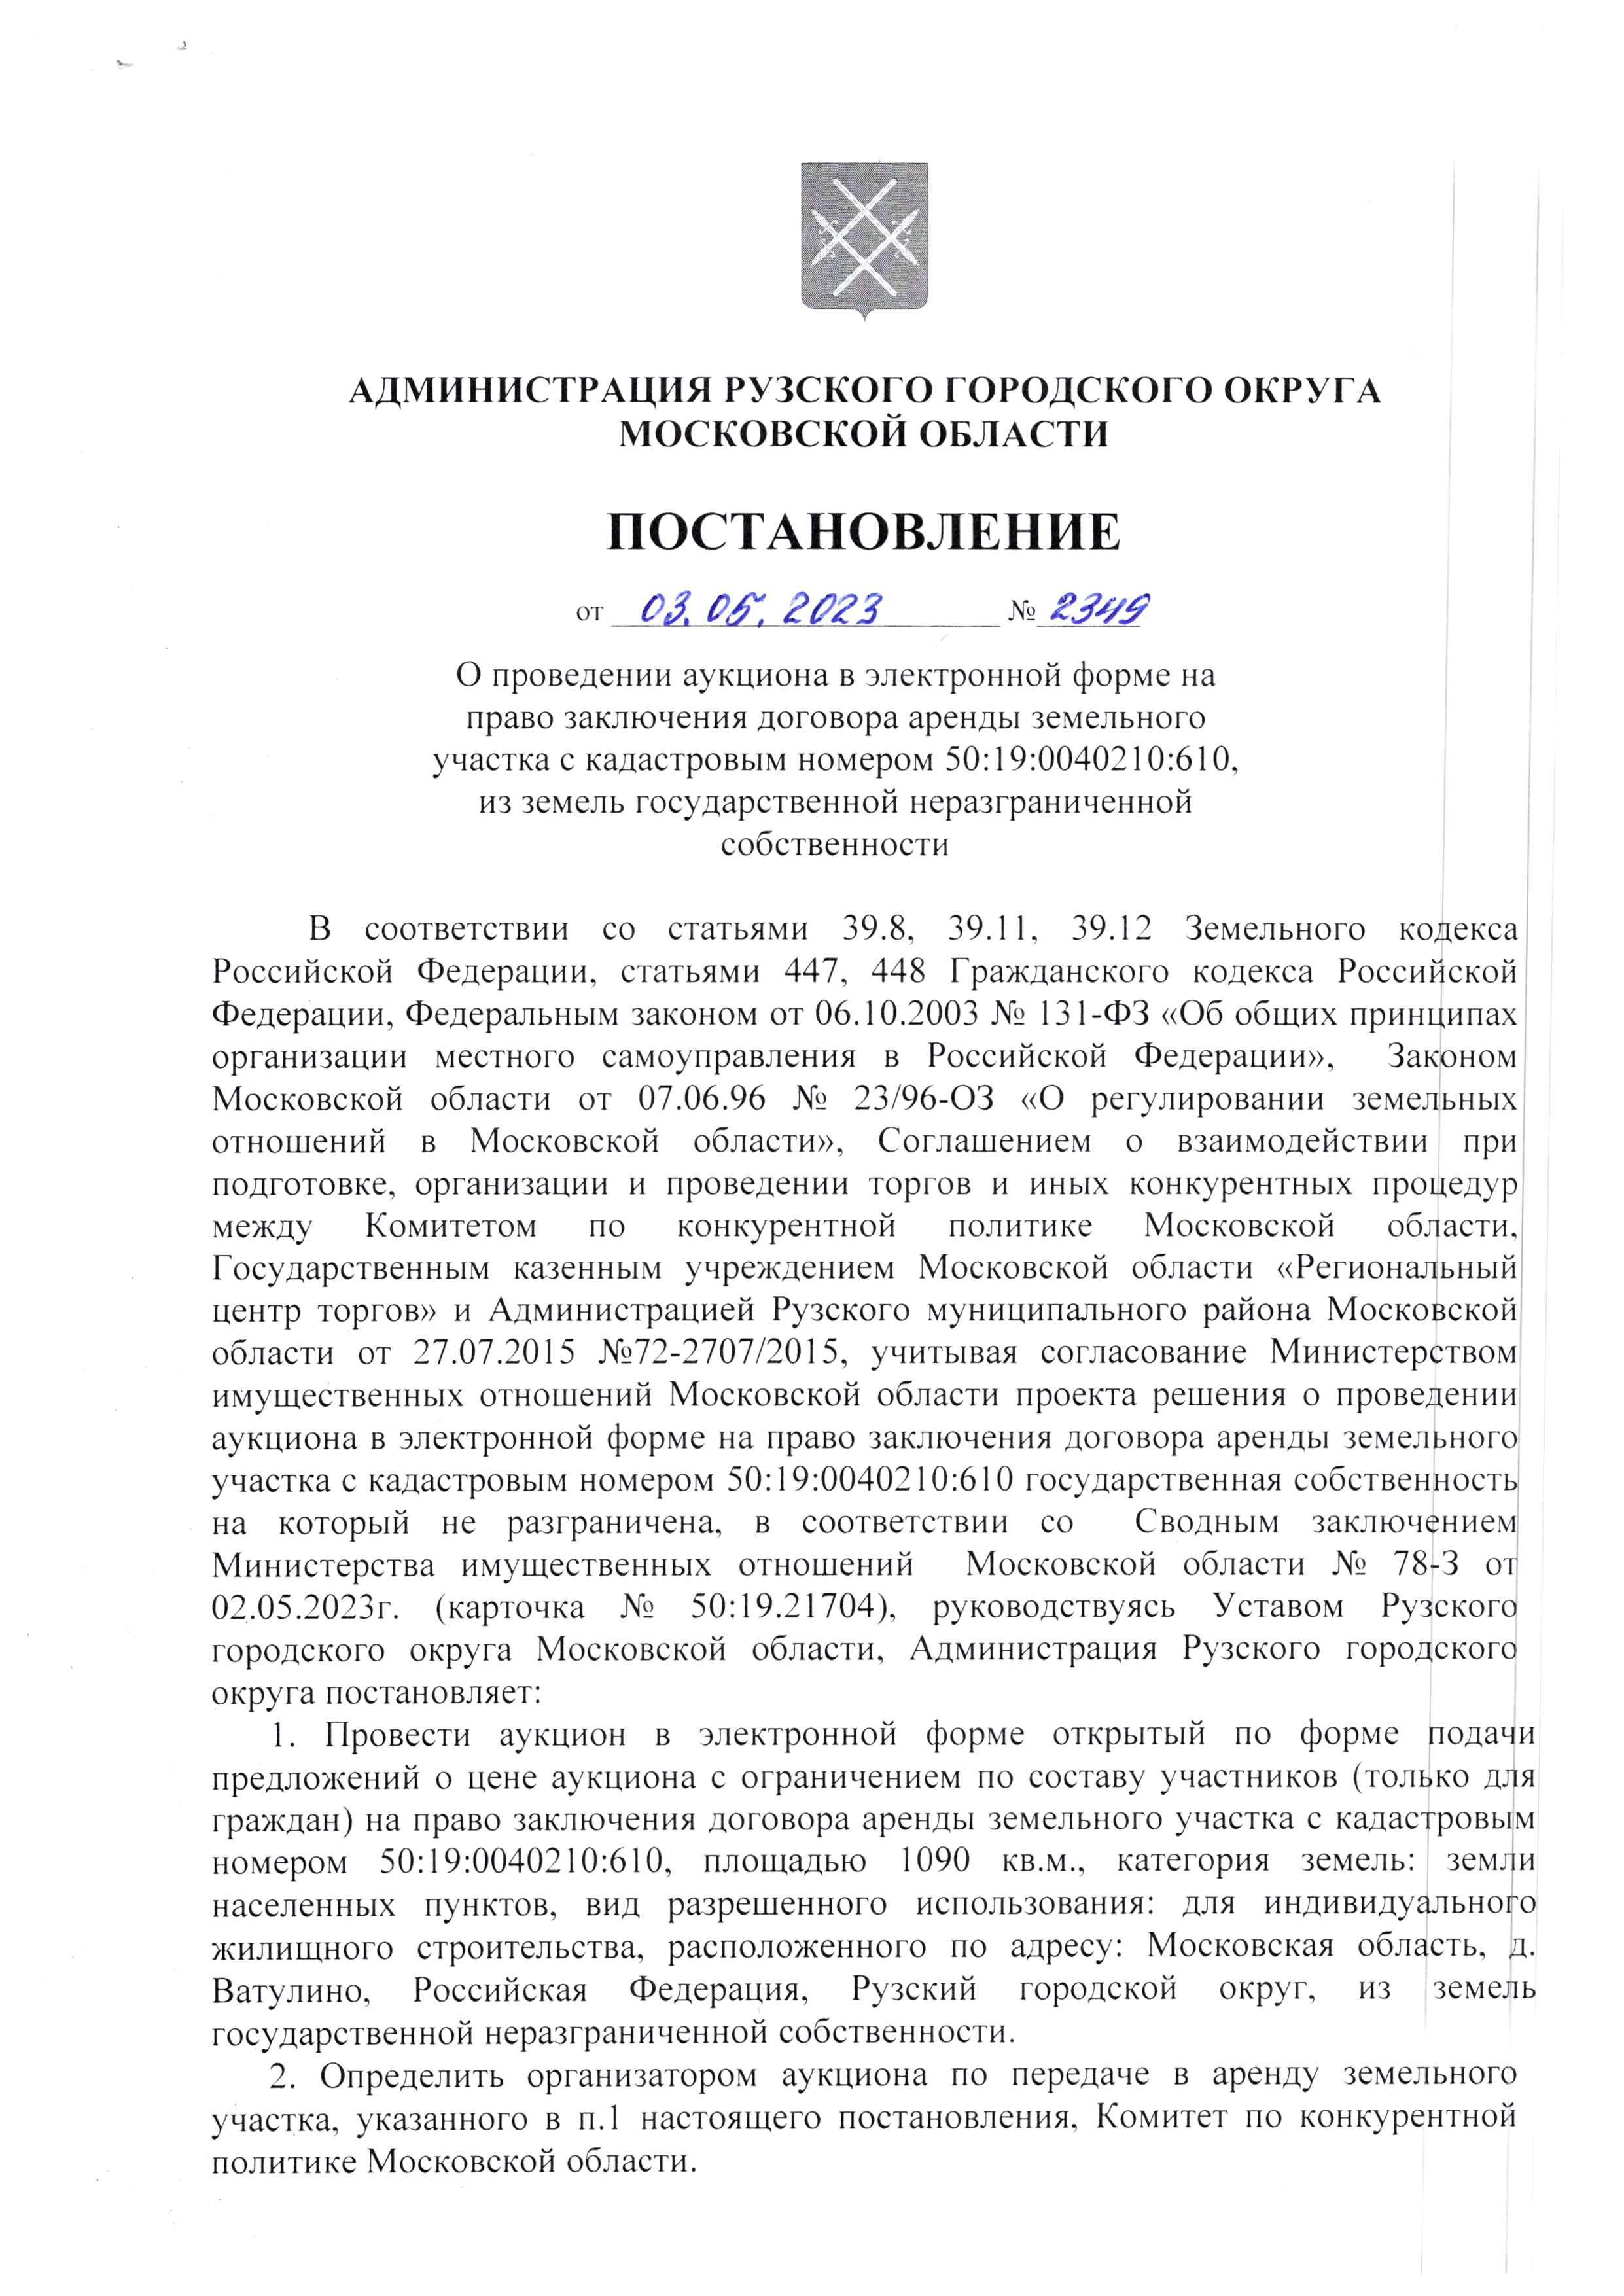 АДМИНИСТРАЦИЯ РУЗСКОГО ГОРОДСКОГО ОКРУГА
МОСКОВСКОЙ ОБЛАСТИ
ПОСТАНОВЛЕНИЕ
от 03.05.2023 № 2349
О проведении аукциона в электронной форме на
право заключения договора аренды земельного
участка с кадастровым номером 50:19:0040210:610,
из земель государственной неразграниченной
собственности
В соответствии со статьями 39.8, 39.11, 39.12 Земельного кодекса
Российской Федерации, статьями 447, 448 Гражданского кодекса Российской
Федерации, Федеральным законом от 06.10.2003 № 131-ФЗ «Об общих принципах
организации местного самоуправления в Российской Федерации», Законом
Московской области от 07.06.96 № 23/96-ОЗ «О регулировании земельных
отношений в Московской области», Соглашением о взаимодействии при
подготовке, организации и проведении торгов и иных конкурентных процедур
между Комитетом по конкурентной политике Московской области,
Государственным казенным учреждением Московской области «Региональный
центр торгов» и Администрацией Рузского муниципального района Московской
области от 27.07.2015 №72-2707/2015, учитывая согласование Министерством
имущественных отношений Московской области проекта решения о проведении
аукциона в электронной форме на право заключения договора аренды земельного
участка с кадастровым номером 50:19:0040210:610 государственная собственность
на который не разграничена, в соответствии со Сводным заключением
Министерства имущественных отношений Московской области № 78-З от
02.05.2023г. (карточка № 50:19.21704), руководствуясь Уставом Рузского
городского округа Московской области, Администрация Рузского городского
округа постановляет:
1. Провести аукцион в электронной форме открытый по форме подачи
предложений о цене аукциона с ограничением по составу участников (только для
граждан) на право заключения договора аренды земельного участка с кадастровым
номером 50:19:0040210:610, площадью 1090 кв.м., категория земель: земли
населенных пунктов, вид разрешенного использования: для индивидуального
жилищного строительства, расположенного по адресу: Московская область, д.
Ватулино, Российская Федерация, Рузский городской округ, из земель
государственной неразграниченной собственности.
2. Определить организатором аукциона по передаче в аренду земельного
участка, указанного в п.1 настоящего постановления, Комитет по конкурентной
политике Московской области.